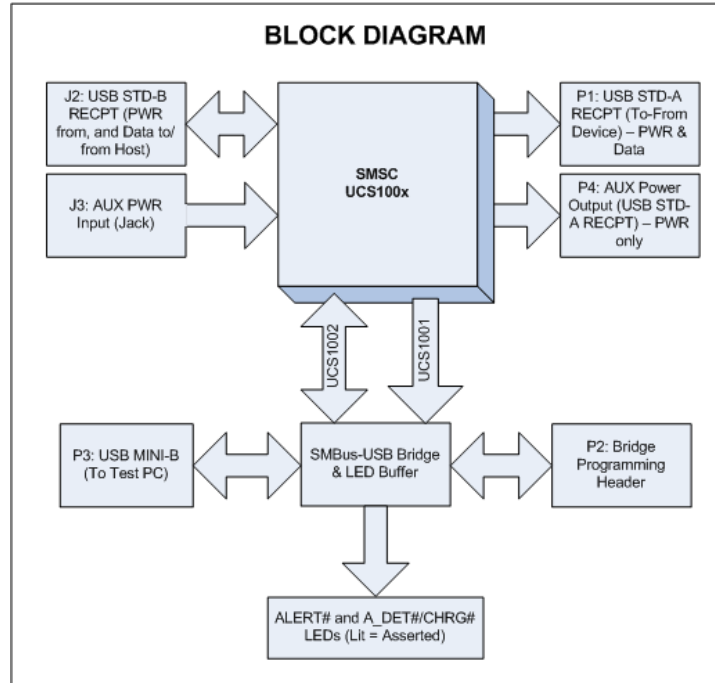 BLOCK DIAGRAM
J2: USB STD-B
RECPT (PWR
from, and Data to/
from Host)
SMSC
UCS100x
P1: USB STD-A
RECPT (To-From
Device) – PWR &
Data
J3: AUX PWR
Input (Jack)
P4: AUX Power
Output (USB STD-
A RECPT) – PWR
only
UCS1002
UCS1001
P3: USB MINI-B
(To Test PC)
SMBus-USB Bridge
& LED Buffer
P2: Bridge
Programming
Header
ALERT# and A_DET#/CHRG#
LEDs (Lit = Asserted)